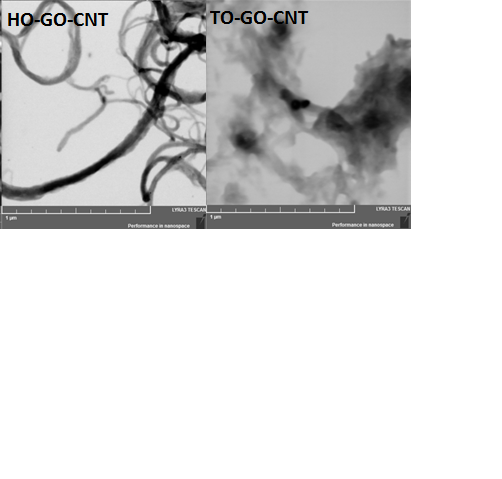 HO-GO-CNT
TO-GO-CNT
1 µm
LYRA3 TESCAN
Performance in nanospace
1 µm
LYRA3 TESCAN
Performance in nanospace